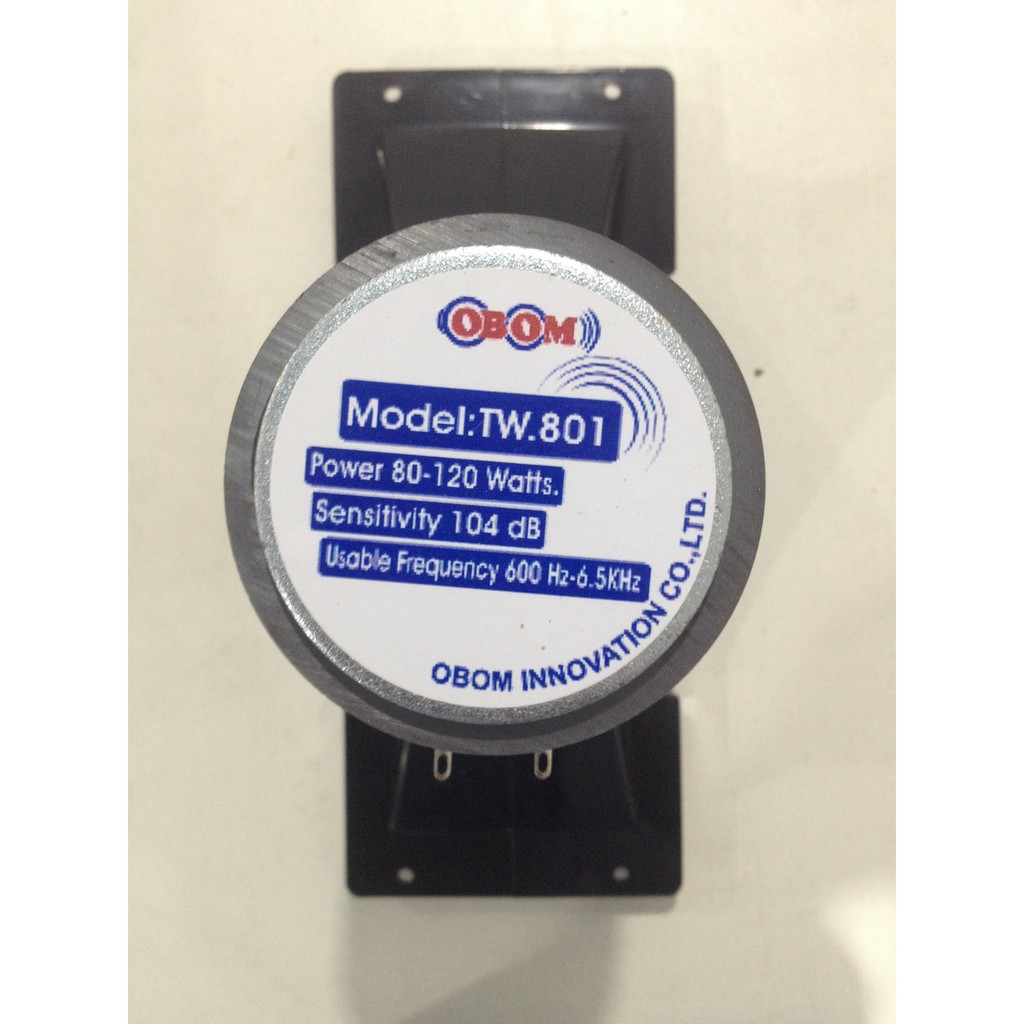 OBOM
Model:TW.801
Power 80-120 Watts.
Sensitivity 104 dB
Usable Frequency 600 Hz-6.5KHz
OBOM INNOVATION CO.,LTD.